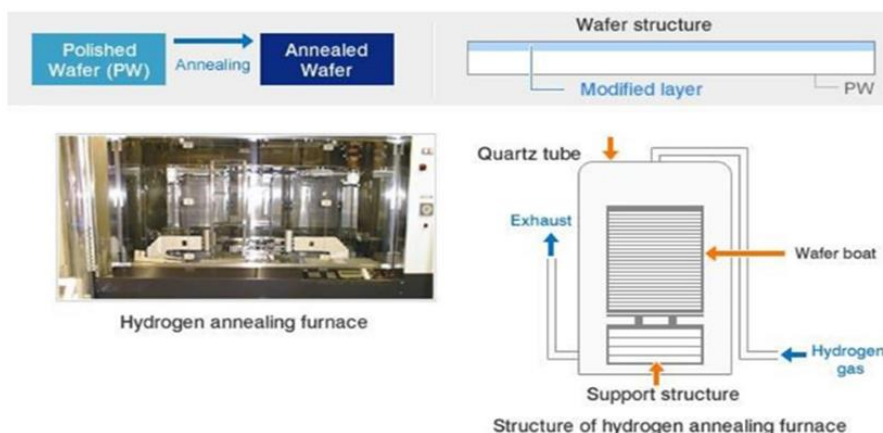 Polished
Wafer (PW)
Annealing
Annealed
Wafer
Wafer structure
Modified layer
PW
Hydrogen annealing furnace
Quartz tube
Exhaust
Wafer boat
Hydrogen
gas
Support structure
Structure of hydrogen annealing furnace